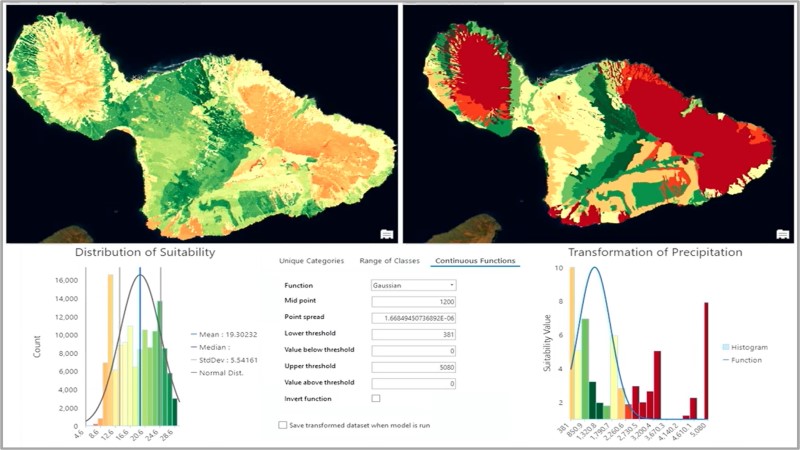 Distribution of Suitability
16,000
14,000
12,000
10,000
8,000
6,000
4,000
2,000
0
Count
4.6
8.6
12.6
16.6
20.6
24.6
28.6
Mean : 19.30232
Median :
StdDev : 5.54161
Normal Dist.
Unique Categories Range of Classes Continuous Functions
Function Gaussian
Mid point 1200
Point spread 1.66849450736892E-06
Lower threshold 381
Value below threshold 0
Upper threshold 5080
Value above threshold 0
Invert function
Save transformed dataset when model is run
Transformation of Precipitation
10
8
6
4
2
Suitability Value
381
850.9
1,320.8
1,790.7
2,260.6
2,730.5
3,200.4
3,670.3
4,140.2
4,610.1
5,080
Histogram
Function